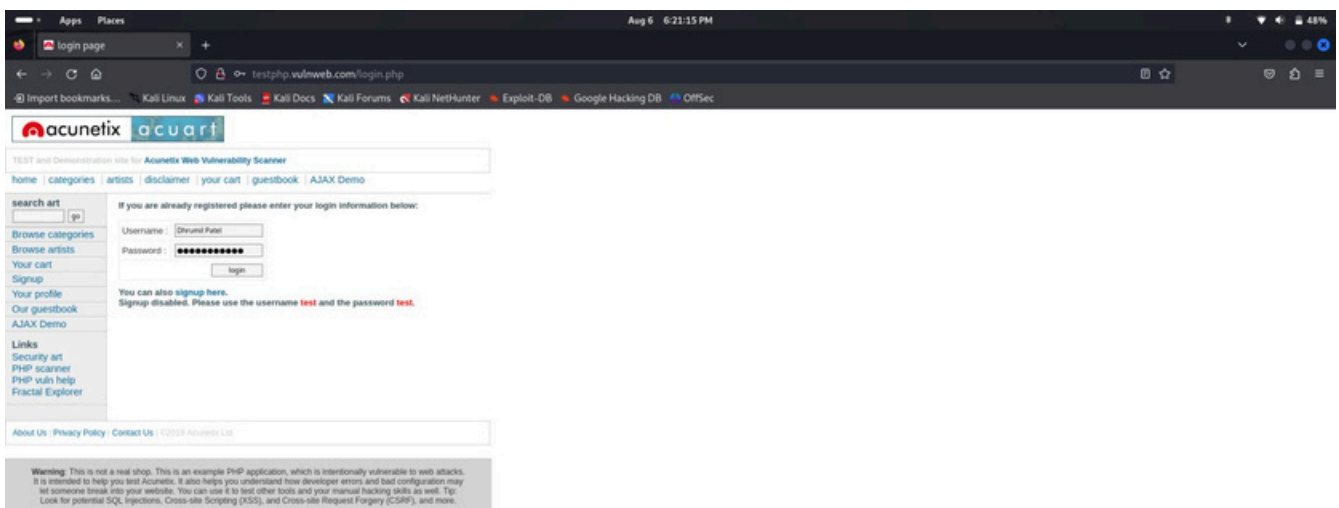 Apps Places Aug 6 6:21:15 PM 48%
login page
testphp.vulnweb.com/login.php
Import bookmarks... Kali Linux Kali Tools Kali Docs Kali Forums Kali NetHunter Exploit-DB Google Hacking DB OffSec
acunetix acuart
TEST and Demonstration site for Acunetix Web Vulnerability Scanner
home | categories | artists | disclaimer | your cart | guestbook | AJAX Demo
search art
go
Browse categories
Browse artists
Your cart
Signup
Your profile
Our guestbook
AJAX Demo
Links
Security art
PHP scanner
PHP vuln help
Fractal Explorer
If you are already registered please enter your login information below:
Username : Dhrumil Patel
Password : ●●●●●●●●●●●
login
You can also signup here.
Signup disabled. Please use the username test and the password test.
About Us | Privacy Policy | Contact Us | ©2019 Acunetix Ltd
Warning: This is not a real shop. This is an example PHP application, which is intentionally vulnerable to web attacks.
It is intended to help you test Acunetix. It also helps you understand how developer errors and bad configuration may
let someone break into your website. You can use it to test other tools and your manual hacking skills as well. Tip:
Look for potential SQL Injections, Cross-site Scripting (XSS), and Cross-site Request Forgery (CSRF), and more.